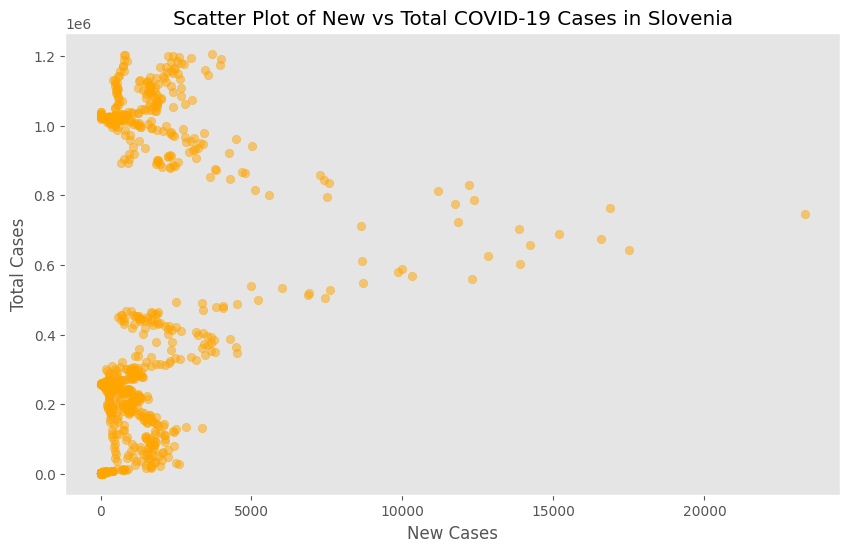 Scatter Plot of New vs Total COVID-19 Cases in Slovenia
1e6
1.2
1.0
0.8
0.6
0.4
0.2
0.0
Total Cases
0 5000 10000 15000 20000
New Cases